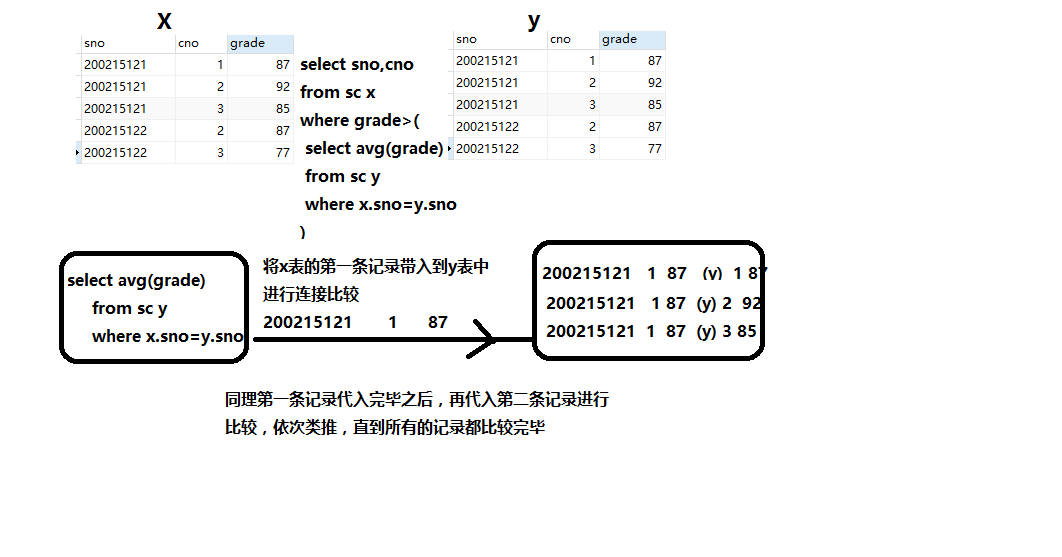 X
y
sno cno grade
200215121 1 87
200215121 2 92
200215121 3 85
200215122 2 87
200215122 3 77
select sno,cno
from sc x
where grade>(
select avg(grade)
from sc y
where x.sno=y.sno
)
sno cno grade
200215121 1 87
200215121 2 92
200215121 3 85
200215122 2 87
200215122 3 77
select avg(grade)
from sc y
where x.sno=y.sno
将x表的第一条记录带入到y表中
进行连接比较
200215121 1 87
200215121 1 87 (y) 1 87
200215121 1 87 (y) 2 92
200215121 1 87 (y) 3 85
同理第一条记录代入完毕之后，再代入第二条记录进行
比较，依次类推，直到所有的记录都比较完毕